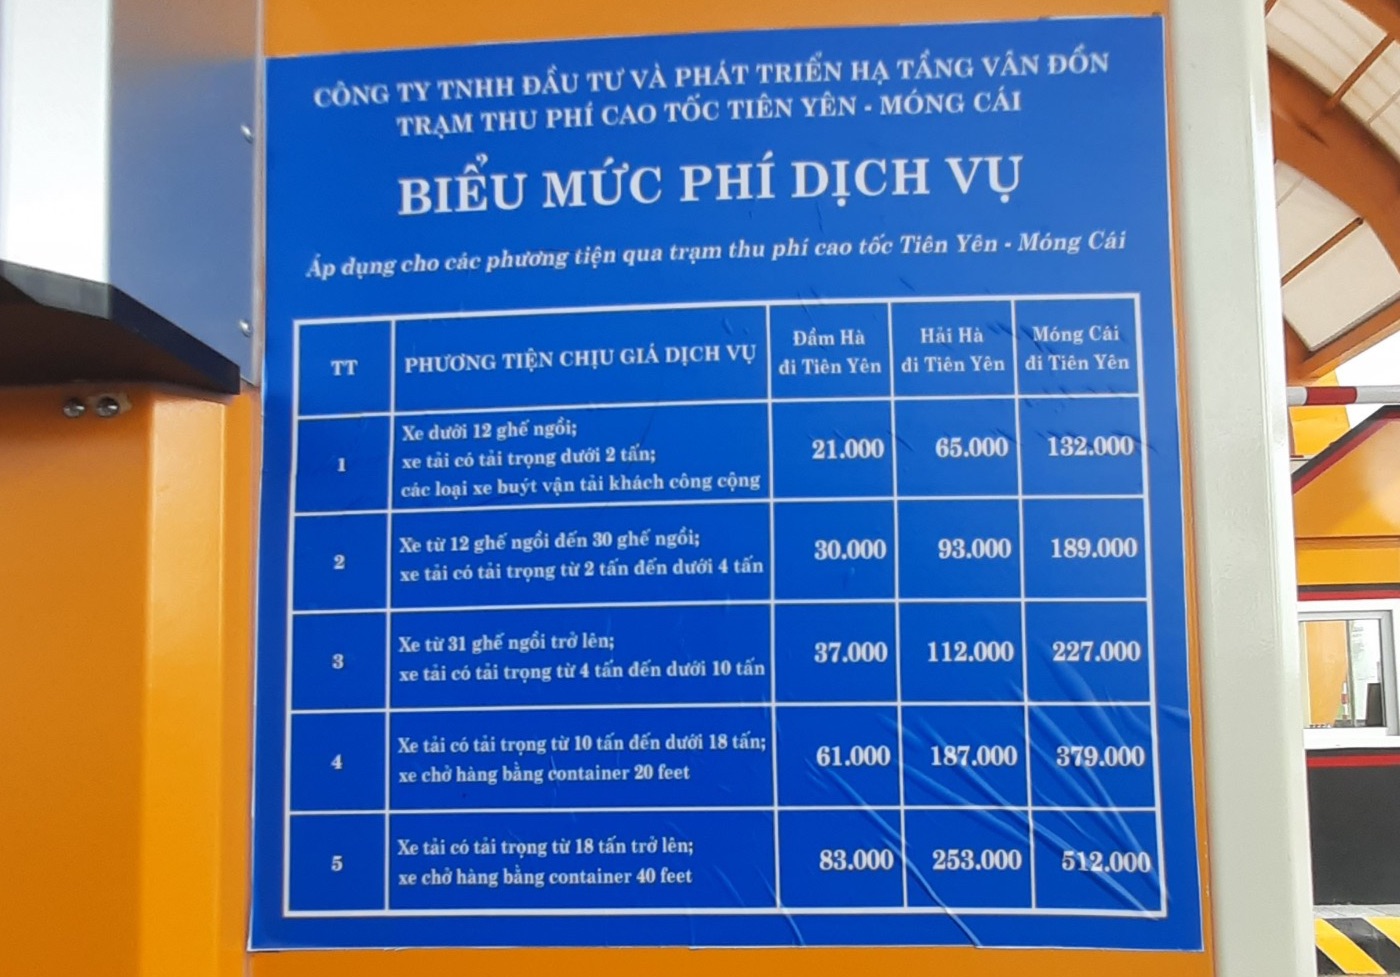 CÔNG TY TNHH ĐẦU TƯ VÀ PHÁT TRIỂN HẠ TẦNG VÂN ĐỒN
TRẠM THU PHÍ CAO TỐC TIÊN YÊN - MÓNG CÁI
BIỂU MỨC PHÍ DỊCH VỤ
Áp dụng cho các phương tiện qua trạm thu phí cao tốc Tiên Yên - Móng Cái
TT
PHƯƠNG TIỆN CHỊU GIÁ DỊCH VỤ
Đầm Hà
đi Tiên Yên
Hải Hà
đi Tiên Yên
Móng Cái
đi Tiên Yên
1
Xe dưới 12 ghế ngồi;
xe tải có tải trọng dưới 2 tấn;
các loại xe buýt vận tải khách công cộng
21.000
65.000
132.000
2
Xe từ 12 ghế ngồi đến 30 ghế ngồi;
xe tải có tải trọng từ 2 tấn đến dưới 4 tấn
30.000
93.000
189.000
3
Xe từ 31 ghế ngồi trở lên;
xe tải có tải trọng từ 4 tấn đến dưới 10 tấn
37.000
112.000
227.000
4
Xe tải có tải trọng từ 10 tấn đến dưới 18 tấn;
xe chở hàng bằng container 20 feet
61.000
187.000
379.000
5
Xe tải có tải trọng từ 18 tấn trở lên;
xe chở hàng bằng container 40 feet
83.000
253.000
512.000